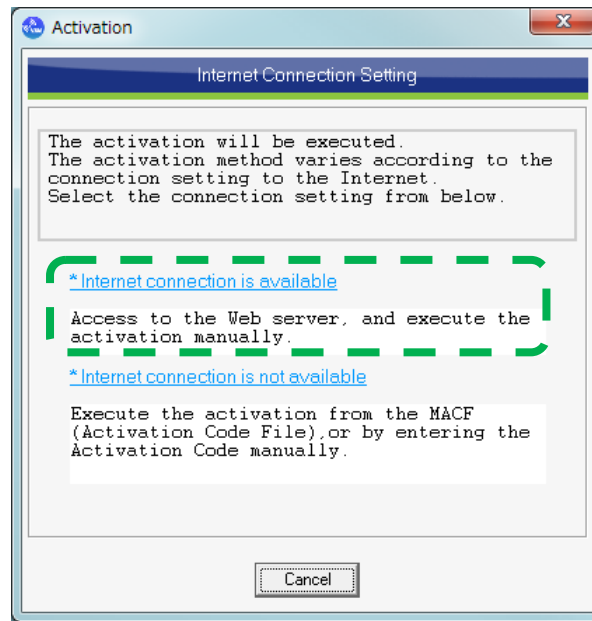 Activation
Internet Connection Setting
The activation will be executed.
The activation method varies according to the
connection setting to the Internet.
Select the connection setting from below.
* Internet connection is available
Access to the Web server, and execute the
activation manually.
* Internet connection is not available
Execute the activation from the MACF
(Activation Code File),or by entering the
Activation Code manually.
Cancel